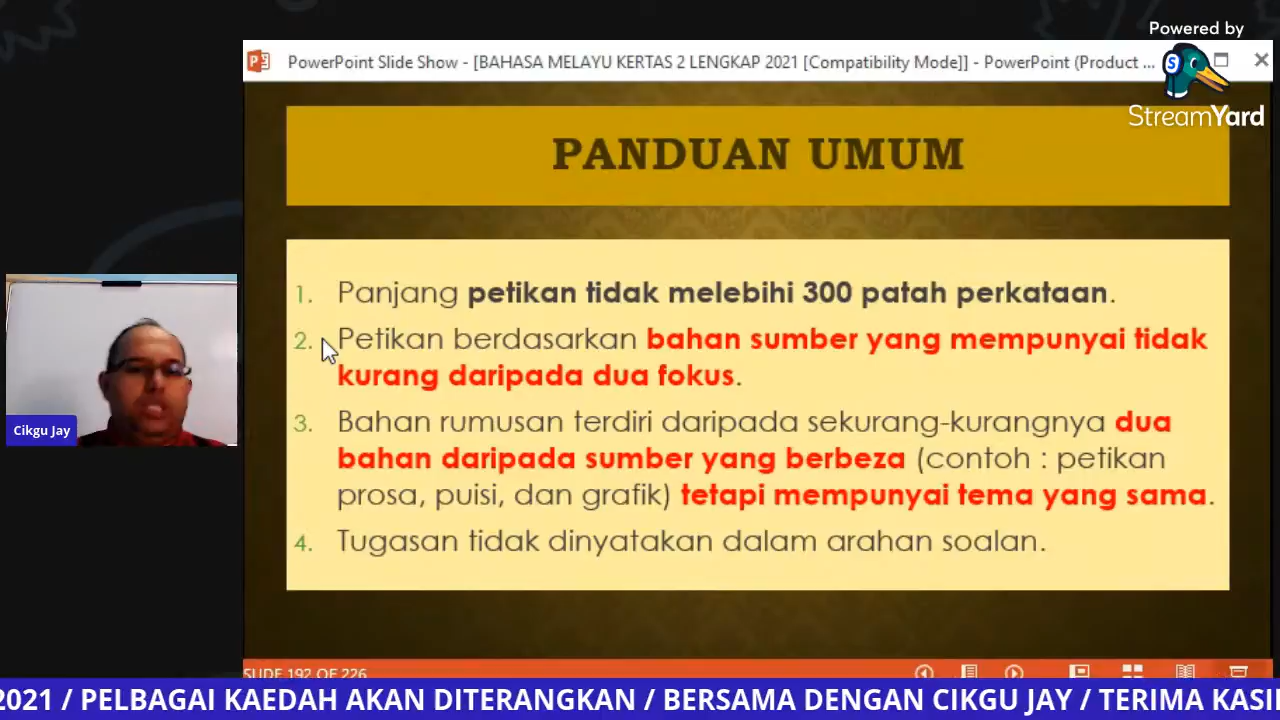 Powered by
StreamYard
PowerPoint Slide Show - [BAHASA MELAYU KERTAS 2 LENGKAP 2021 [Compatibility Mode]] - PowerPoint (Product ...
PANDUAN UMUM
1. Panjang petikan tidak melebihi 300 patah perkataan.
2. Petikan berdasarkan bahan sumber yang mempunyai tidak
kurang daripada dua fokus.
3. Bahan rumusan terdiri daripada sekurang-kurangnya dua
bahan daripada sumber yang berbeza (contoh : petikan
prosa, puisi, dan grafik) tetapi mempunyai tema yang sama.
4. Tugasan tidak dinyatakan dalam arahan soalan.
Cikgu Jay
SLIDE 192 OF 226
2021 / PELBAGAI KAEDAH AKAN DITERANGKAN / BERSAMA DENGAN CIKGU JAY / TERIMA KASI